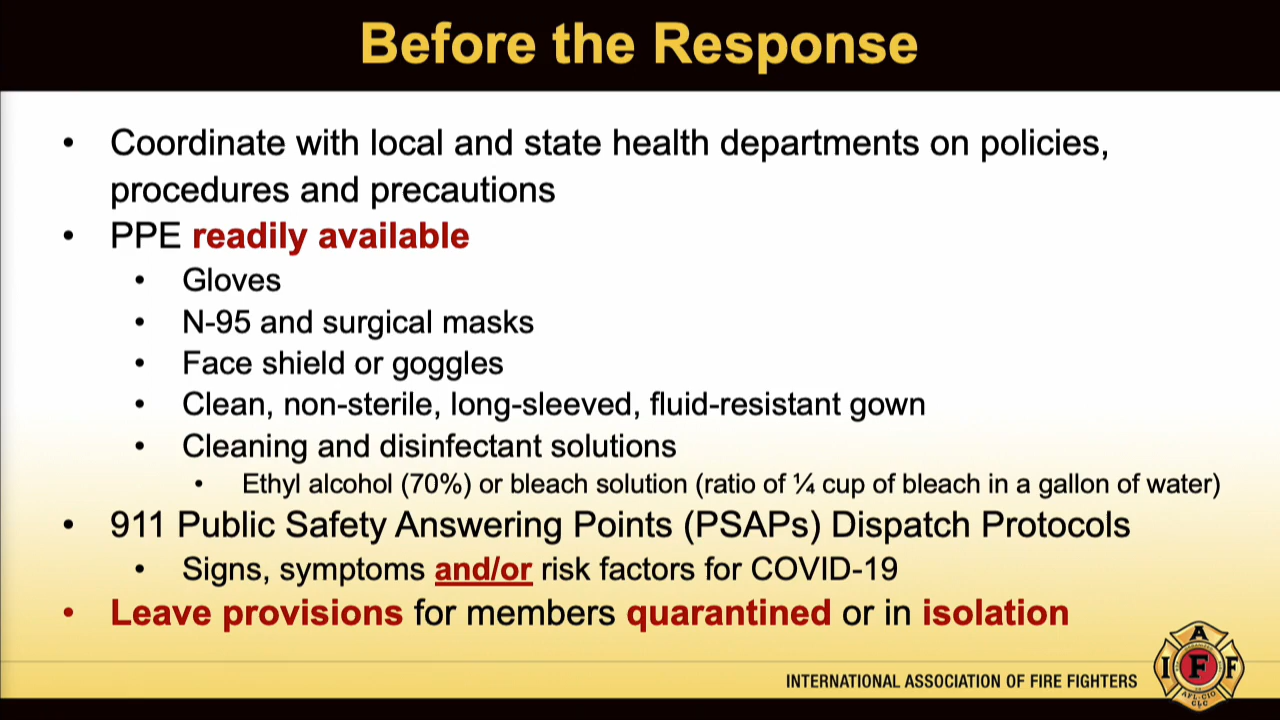 Before the Response
• Coordinate with local and state health departments on policies,
procedures and precautions
• PPE readily available
• Gloves
• N-95 and surgical masks
• Face shield or goggles
• Clean, non-sterile, long-sleeved, fluid-resistant gown
• Cleaning and disinfectant solutions
• Ethyl alcohol (70%) or bleach solution (ratio of ¼ cup of bleach in a gallon of water)
• 911 Public Safety Answering Points (PSAPs) Dispatch Protocols
• Signs, symptoms and/or risk factors for COVID-19
• Leave provisions for members quarantined or in isolation
INTERNATIONAL ASSOCIATION OF FIRE FIGHTERS
I A F F
AFL-CIO
CLC